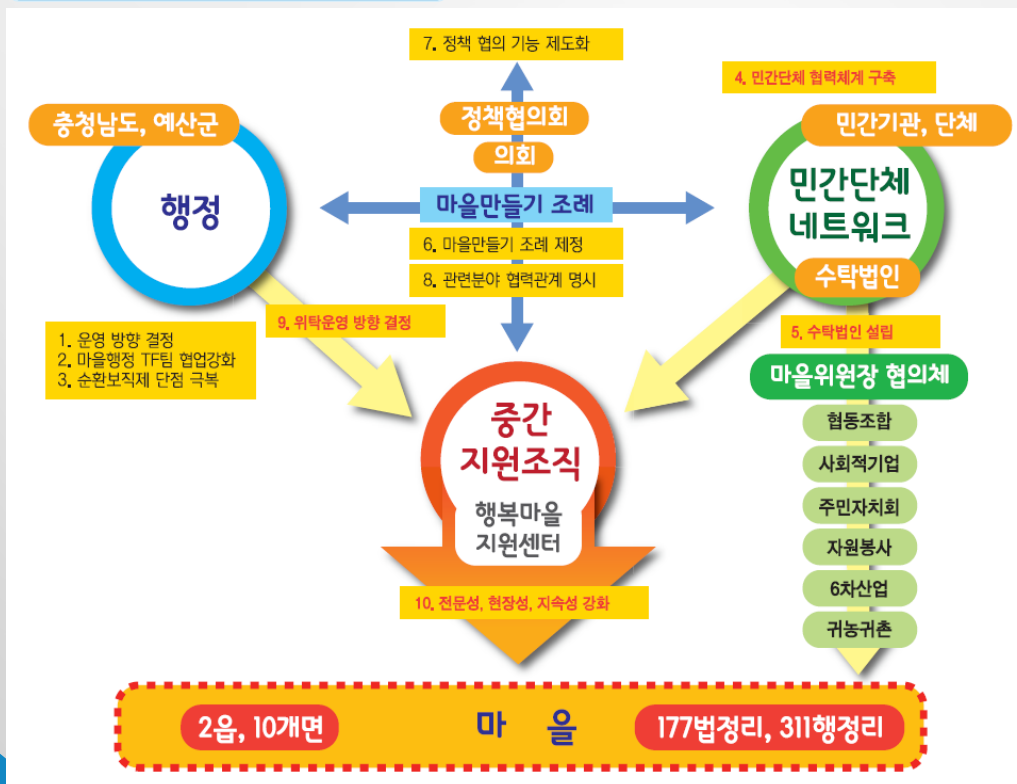 7. 정책 협의 기능 제도화
4. 민간단체 협력체계 구축
충청남도, 예산군
정책협의회
민간기관, 단체
의회
행정
마을만들기 조례
민간단체
네트워크
6. 마을만들기 조례 제정
8. 관련분야 협력관계 명시
수탁법인
9. 위탁운영 방향 결정
5. 수탁법인 설립
1. 운영 방향 결정
2. 마을행정 TF팀 협업강화
3. 순환보직제 단점 극복
마을위원장 협의체
중간
지원조직
행복마을
지원센터
협동조합
사회적기업
주민자치회
자원봉사
6차산업
귀농귀촌
10. 전문성, 현장성, 지속성 강화
2읍, 10개면
마 을
177법정리, 311행정리